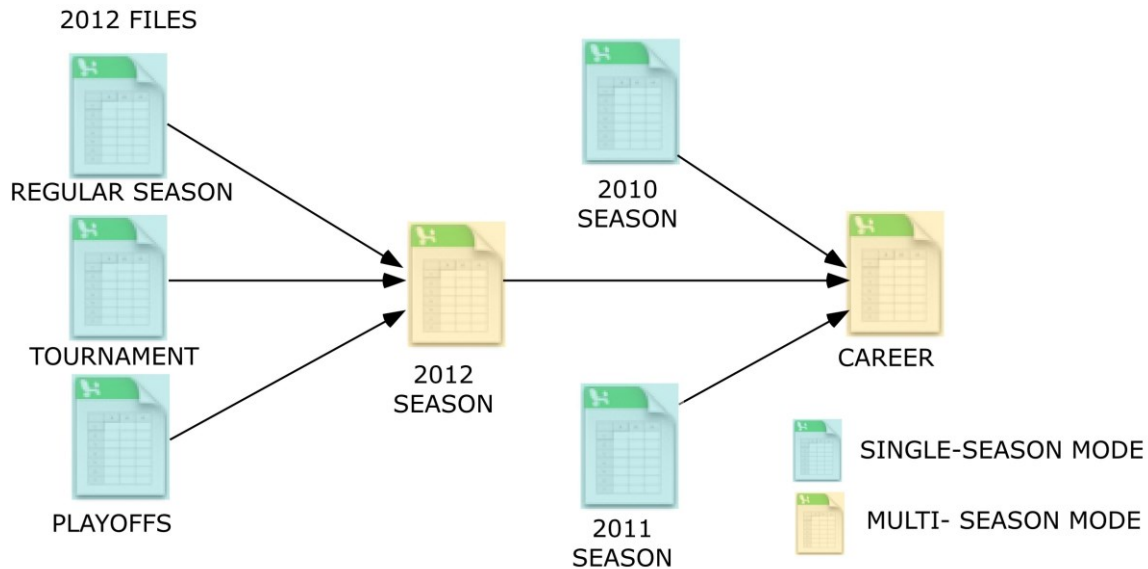 2012 FILES
REGULAR SEASON
TOURNAMENT
PLAYOFFS
2012
SEASON
2010
SEASON
2011
SEASON
CAREER
SINGLE-SEASON MODE
MULTI- SEASON MODE